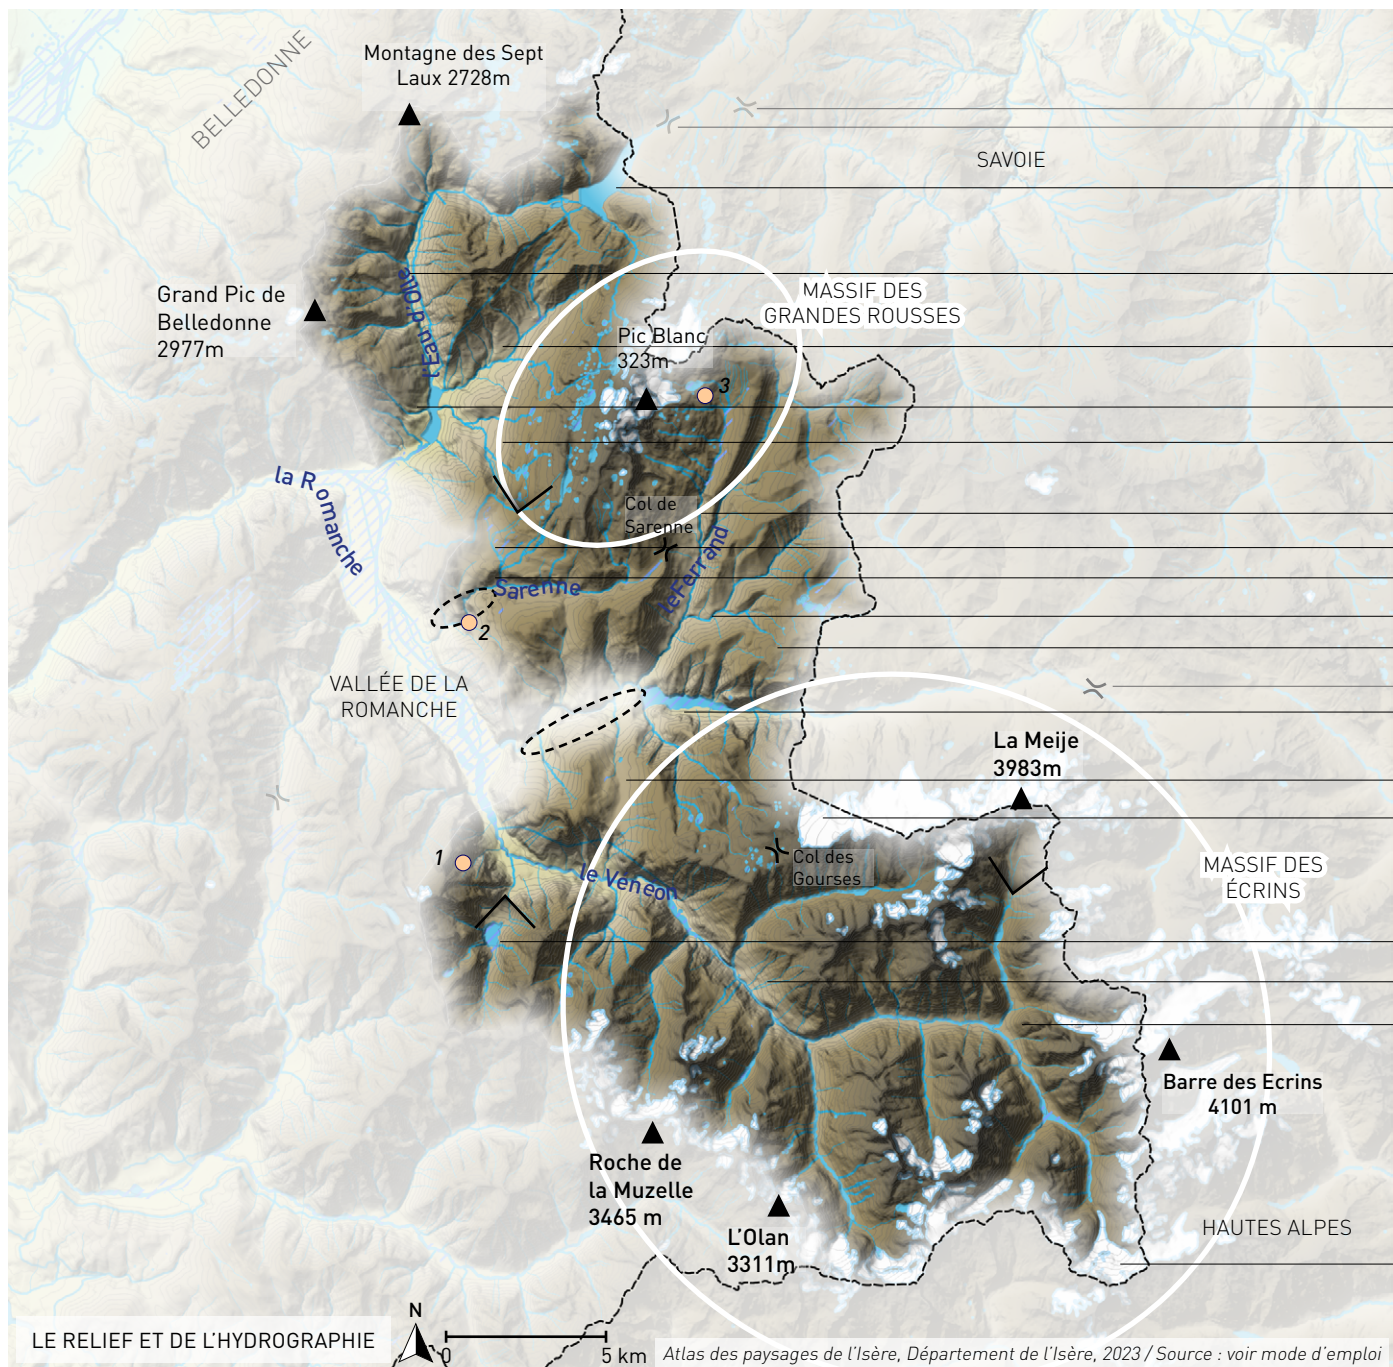 Montagne des Sept
Laux 2728m
BELLEDONNE
SAVOIE
L'Eau d'Olle
Grand Pic de
Belledonne
2977m
MASSIF DES
GRANDES ROUSSES
Pic Blanc
323m
3
la Romanche
Col de
Sarenne
Sarenne
le Ferrand
2
VALLÉE DE LA
ROMANCHE
La Meije
3983m
1
Col des
Gourses
MASSIF DES
ÉCRINS
le Vénéon
Barre des Ecrins
4101 m
Roche de
la Muzelle
3465 m
L'Olan
3311m
HAUTES ALPES
N
LE RELIEF ET DE L'HYDROGRAPHIE
0
5 km
Atlas des paysages de l'Isère, Département de l'Isère, 2023 / Source : voir mode d'emploi